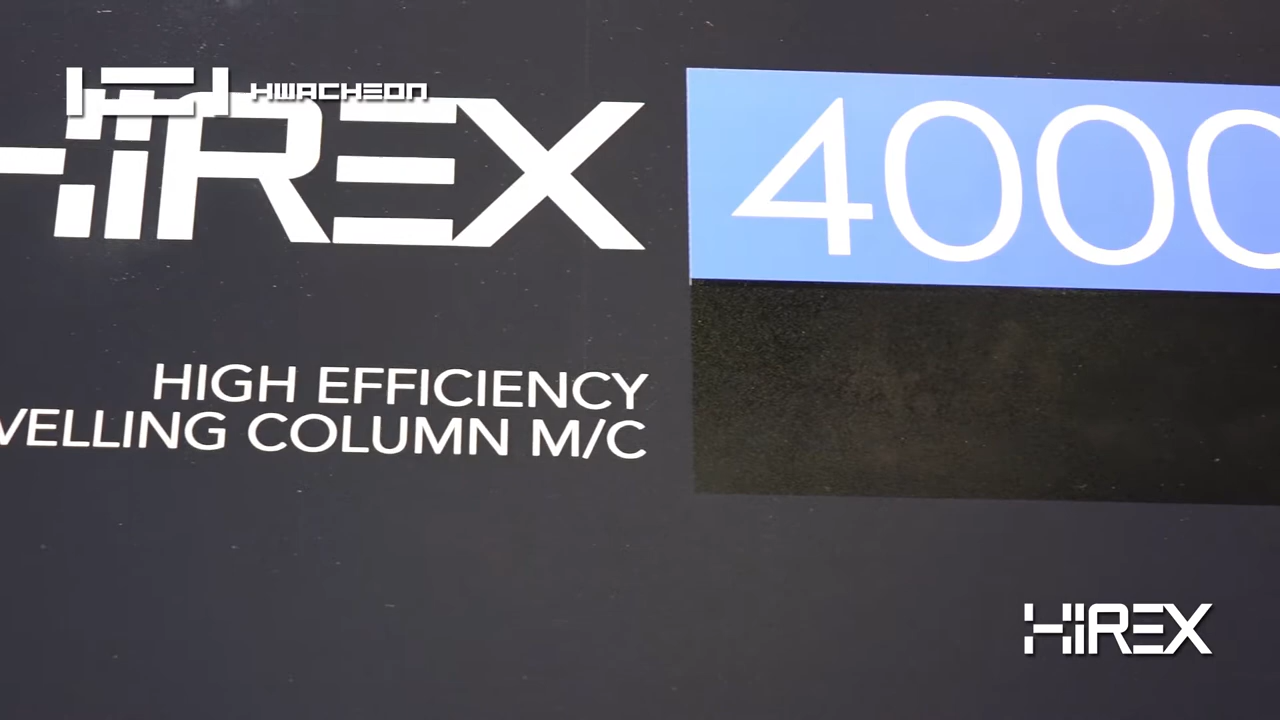 HWACHEON
HiREX
4000
HIGH EFFICIENCY
VELLING COLUMN M/C
HiREX